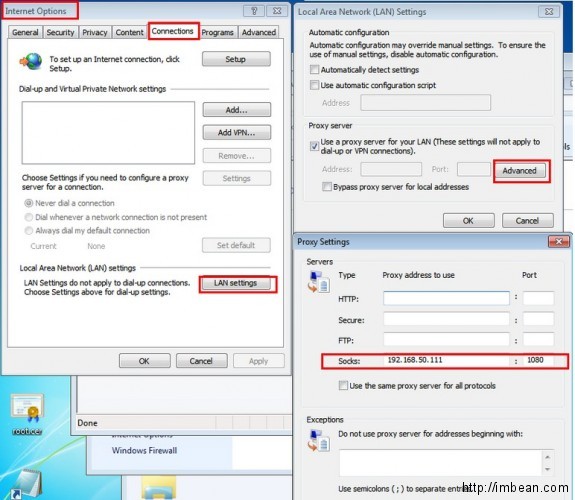 Internet Options
General Security Privacy Content Connections Programs Advanced
To set up an Internet connection, click
Setup.
Setup
Dial-up and Virtual Private Network settings
Add...
Add VPN...
Remove...
Choose Settings if you need to configure a proxy
server for a connection.
Settings
Never dial a connection
Dial whenever a network connection is not present
Always dial my default connection
Current None
Set default
Local Area Network (LAN) settings
LAN Settings do not apply to dial-up connections.
Choose Settings above for dial-up settings.
LAN settings
OK Cancel Apply
Local Area Network (LAN) Settings
Automatic configuration
Automatic configuration may override manual settings. To ensure the
use of manual settings, disable automatic configuration.
Automatically detect settings
Use automatic configuration script
Address
Proxy server
Use a proxy server for your LAN (These settings will not apply to
dial-up or VPN connections).
Address: Port: Advanced
Bypass proxy server for local addresses
OK Cancel
Proxy Settings
Servers
Type Proxy address to use Port
HTTP: :
Secure: :
FTP: :
Socks: 192.168.50.111 : 1080
Use the same proxy server for all protocols
Exceptions
Do not use proxy server for addresses beginning with:
Use semicolons ( ; ) to separate
Done
Internet Options
Windows Firewall
http://imbean.com